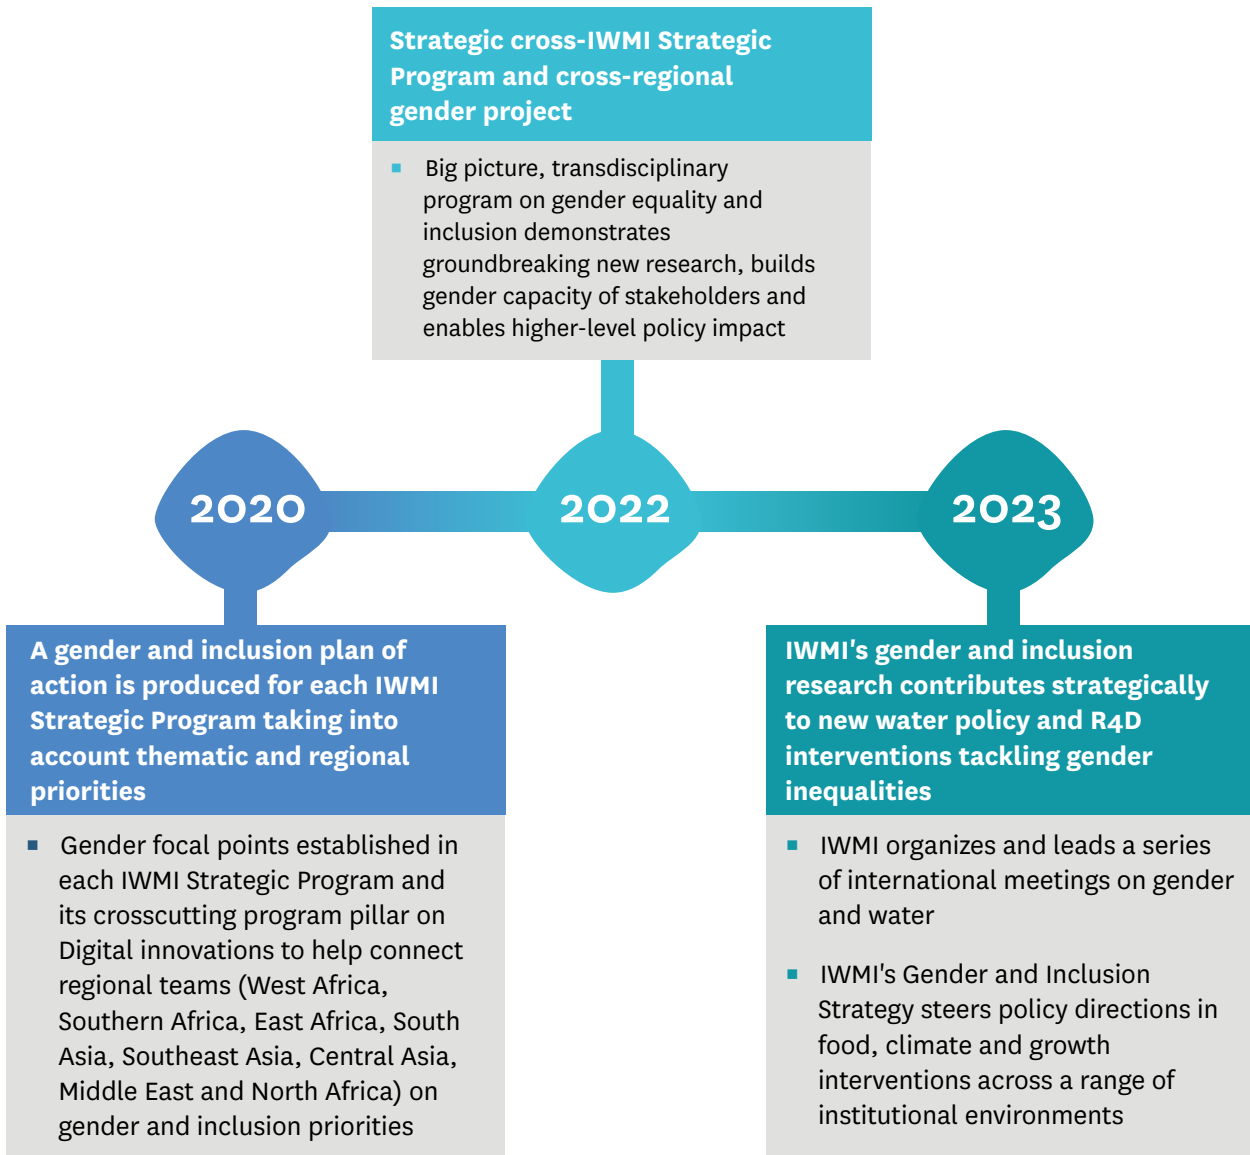 Strategic cross-IWMI Strategic
Program and cross-regional
gender project
▪ Big picture, transdisciplinary
program on gender equality and
inclusion demonstrates
groundbreaking new research, builds
gender capacity of stakeholders and
enables higher-level policy impact
2020
2022
2023
A gender and inclusion plan of
action is produced for each IWMI
Strategic Program taking into
account thematic and regional
priorities
▪ Gender focal points established in
each IWMI Strategic Program and
its crosscutting program pillar on
Digital innovations to help connect
regional teams (West Africa,
Southern Africa, East Africa, South
Asia, Southeast Asia, Central Asia,
Middle East and North Africa) on
gender and inclusion priorities
IWMI's gender and inclusion
research contributes strategically
to new water policy and R4D
interventions tackling gender
inequalities
▪ IWMI organizes and leads a series
of international meetings on gender
and water
▪ IWMI's Gender and Inclusion
Strategy steers policy directions in
food, climate and growth
interventions across a range of
institutional environments